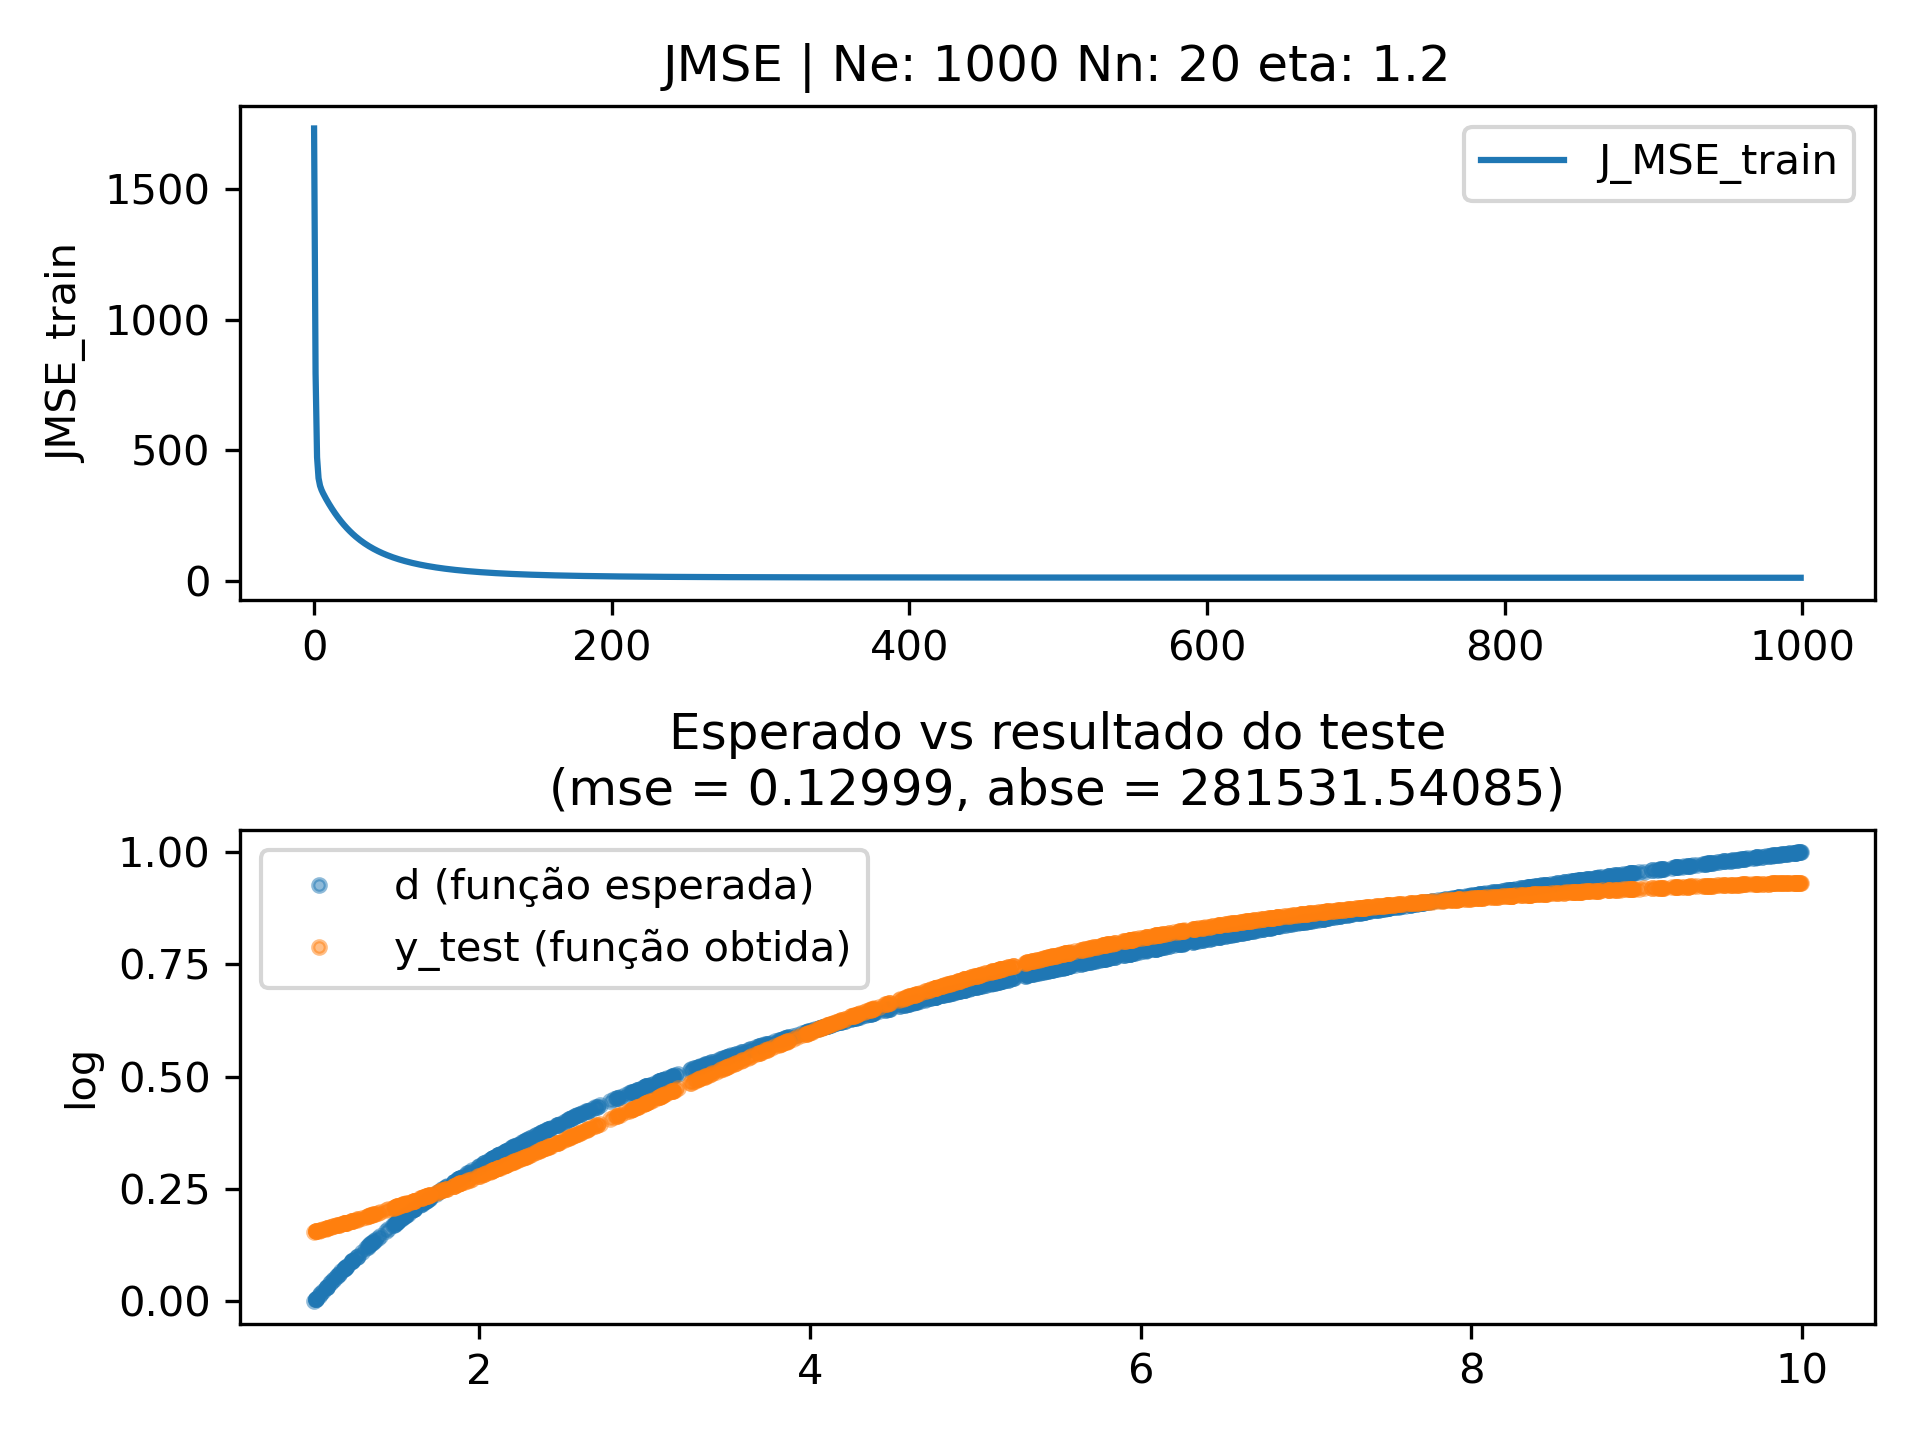 JMSE | Ne: 1000 Nn: 20 eta: 1.2
J_MSE_train
JMSE_train
1500
1000
500
0
0 200 400 600 800 1000
Esperado vs resultado do teste
(mse = 0.12999, abse = 281531.54085)
d (função esperada)
y_test (função obtida)
log
1.00
0.75
0.50
0.25
0.00
2 4 6 8 10